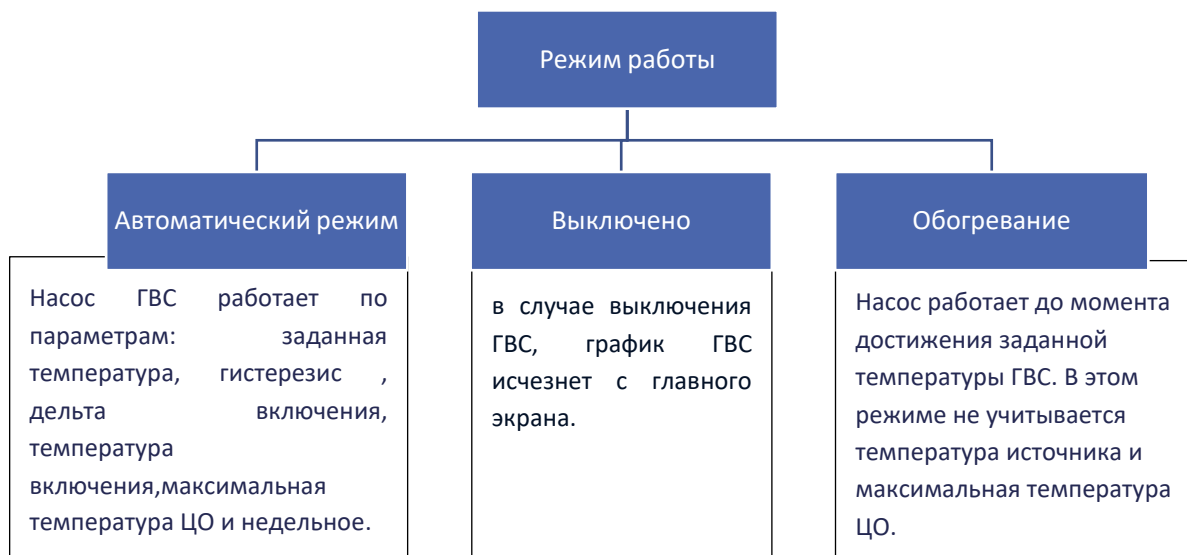 Режим работы
Автоматический режим
Насос ГВС работает по
параметрам: заданная
температура, гистерезис ,
дельта включения,
температура
включения,максимальная
температура ЦО и недельное.
Выключено
в случае выключения
ГВС, график ГВС
исчезнет с главного
экрана.
Обогревание
Насос работает до момента
достижения заданной
температуры ГВС. В этом
режиме не учитывается
температура источника и
максимальная температура
ЦО.